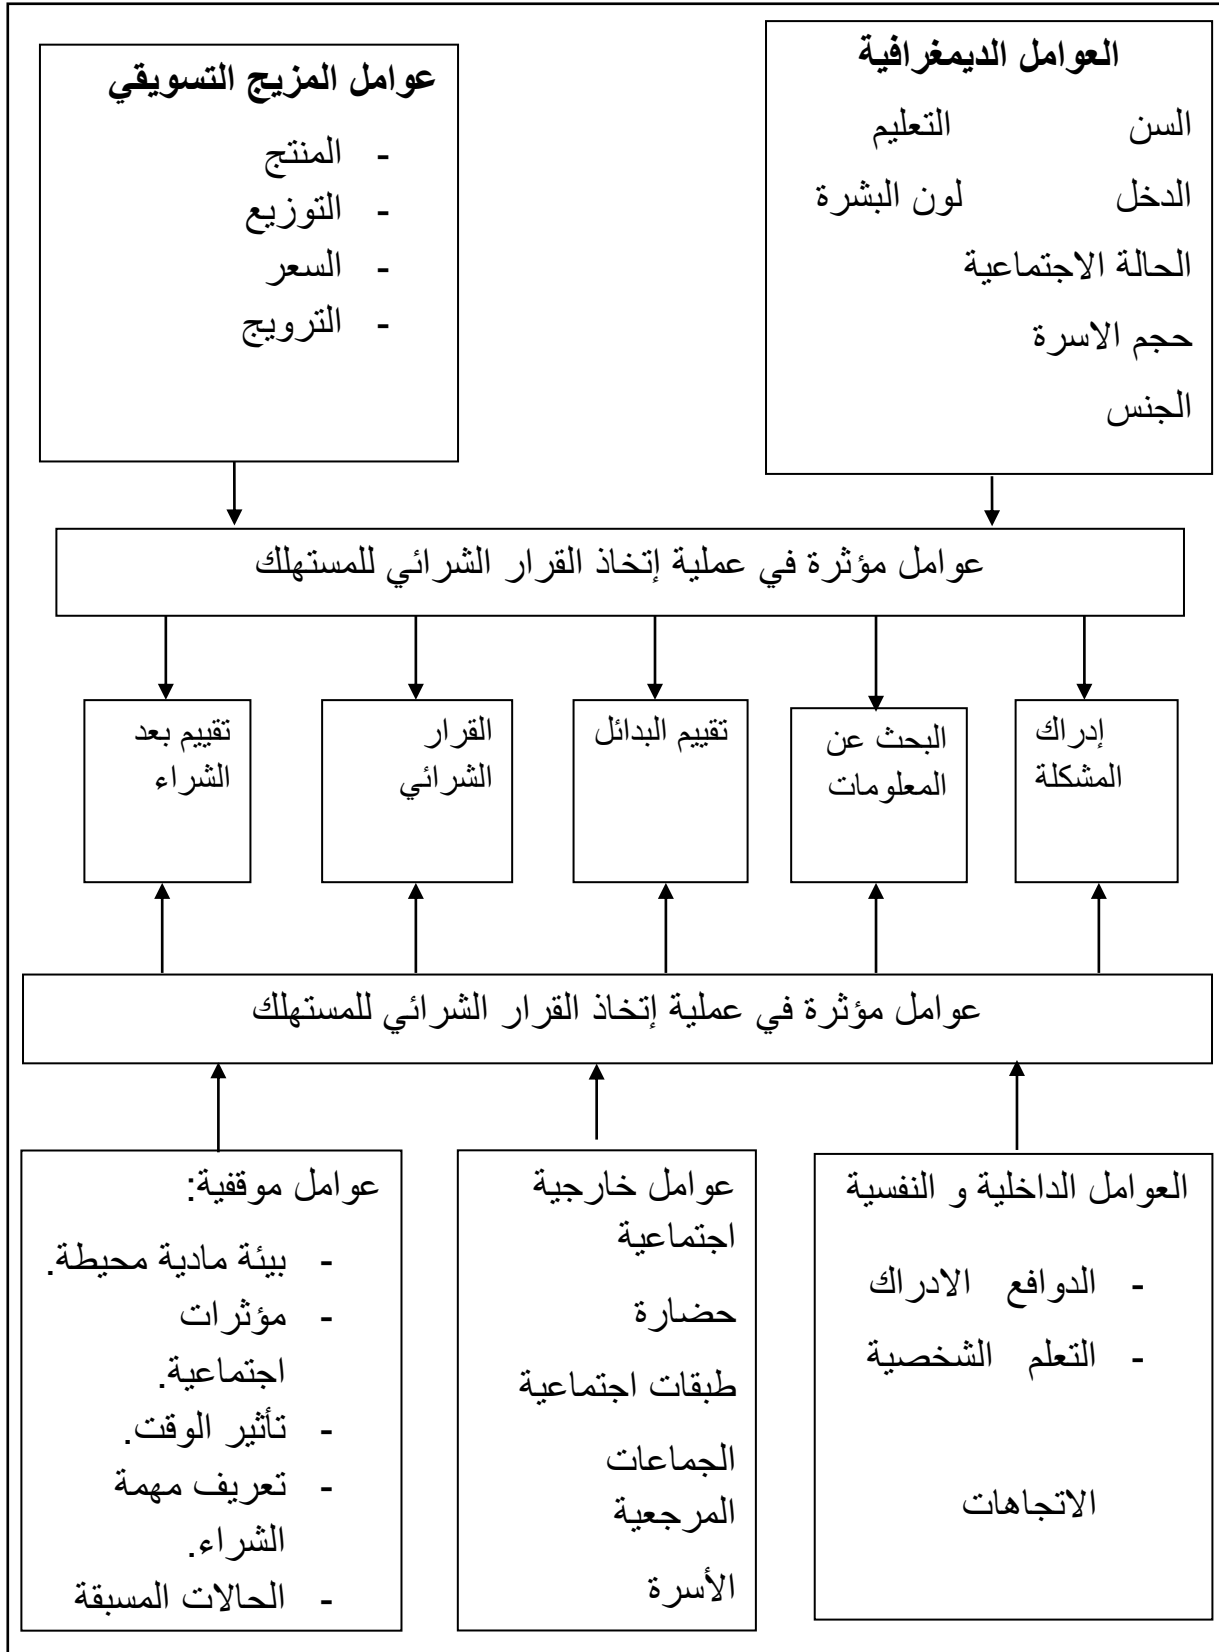 العوامل الديمغرافية
السن التعليم
الدخل لون البشرة
الحالة الاجتماعية
حجم الاسرة
الجنس
عوامل المزيج التسويقي
- المنتج
- التوزيع
- السعر
- الترويج
عوامل مؤثرة في عملية إتخاذ القرار الشرائي للمستهلك
إدراك
المشكلة
البحث عن
المعلومات
تقييم البدائل
القرار
الشرائي
تقييم بعد
الشراء
عوامل مؤثرة في عملية إتخاذ القرار الشرائي للمستهلك
العوامل الداخلية و النفسية
- الدوافع الادراك
- التعلم الشخصية
الاتجاهات
عوامل خارجية
اجتماعية
حضارة
طبقات اجتماعية
الجماعات
المرجعية
الأسرة
عوامل موقفية:
- بيئة مادية محيطة.
- مؤثرات
اجتماعية.
- تأثير الوقت.
- تعريف مهمة
الشراء.
- الحالات المسبقة